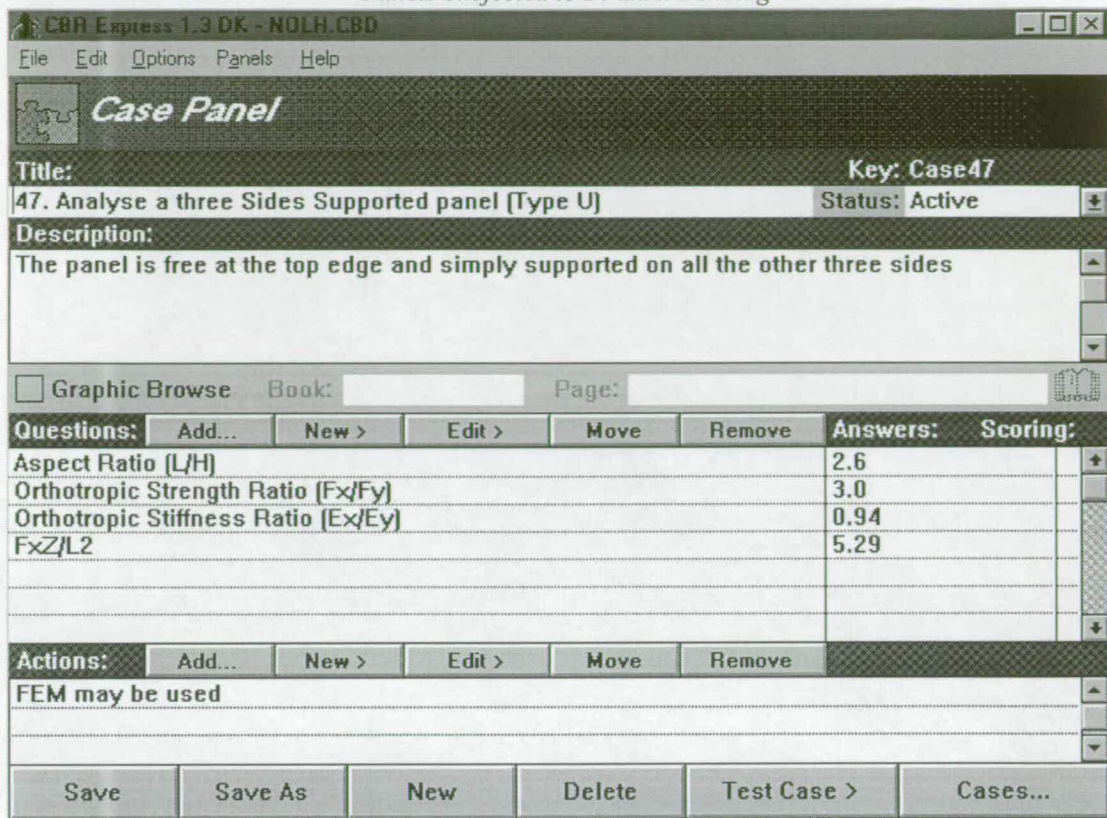 Panels Subjected to Biaxial Bending
CBR Express 1.3 DK - NOLH.CBD
File Edit Options Panels Help
Case Panel
Title: Key: Case47
47. Analyse a three Sides Supported panel (Type U) Status: Active
Description:
The panel is free at the top edge and simply supported on all the other three sides
Graphic Browse Book: Page:
Questions: Add... New > Edit > Move Remove Answers: Scoring:
Aspect Ratio (L/H) 2.6
Orthotropic Strength Ratio (Fx/Fy) 3.0
Orthotropic Stiffness Ratio (Ex/Ey) 0.94
FxZ/L2 5.29
Actions: Add... New > Edit > Move Remove
FEM may be used
Save Save As New Delete Test Case > Cases...